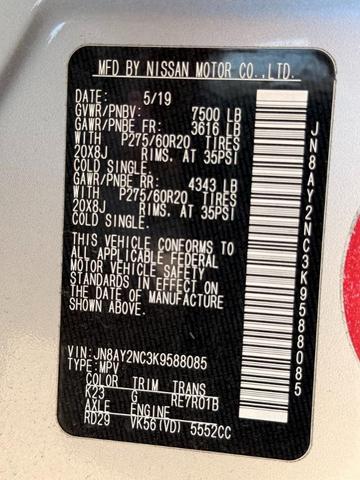 MFD BY NISSAN MOTOR CO.,LTD.
DATE: 5/19
GVWR/PNBV: 7500 LB
GAWR/PNBE FR: 3616 LB
WITH P275/60R20 TIRES
20X8J RIMS, AT 35PSI
COLD SINGLE.
GAWR/PNBE RR: 4343 LB
WITH P275/60R20 TIRES
20X8J RIMS, AT 35PSI
COLD SINGLE.
THIS VEHICLE CONFORMS TO
ALL APPLICABLE FEDERAL
MOTOR VEHICLE SAFETY
STANDARDS IN EFFECT ON
THE DATE OF MANUFACTURE
SHOWN ABOVE.
VIN: JN8AY2NC3K9588085
TYPE: MPV
COLOR TRIM TRANS
K23 G RE7R01B
AXLE ENGINE
RD29 VK56(VD) 5552CC
JN8AY2NC3K9588085